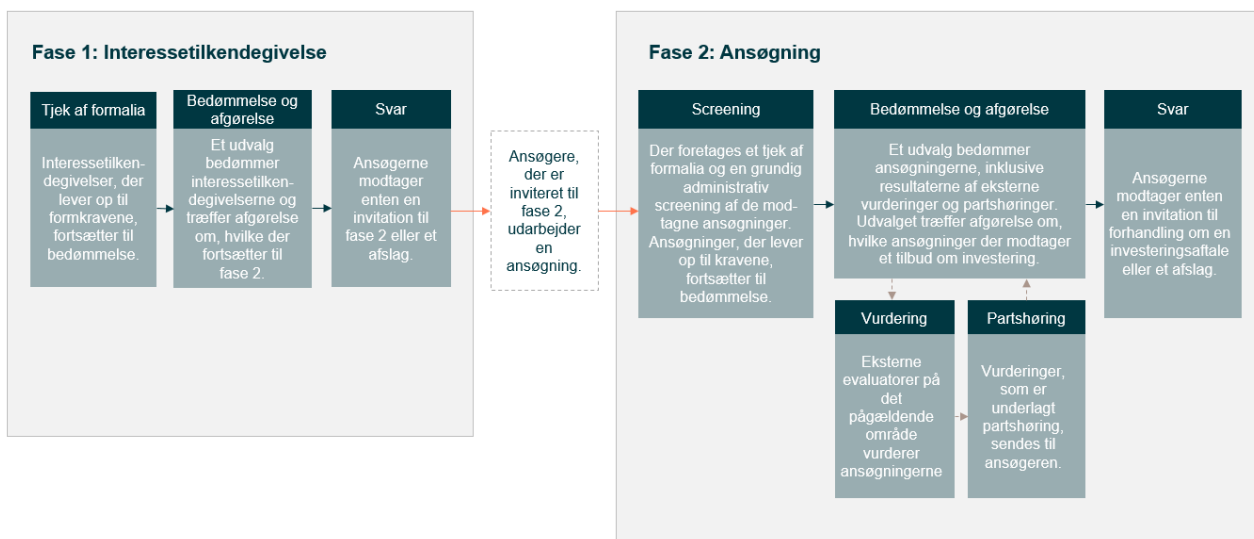 Fase 1: Interessetilkendegivelse
Tjek af formalia
Interessetilken-
degivelser, der
lever op til
formkravene,
fortsætter til
bedømmelse.
Bedømmelse og
afgørelse
Et udvalg
bedømmer
interessetilken-
degivelserne og
træffer afgørelse
om, hvilke der
fortsætter til
fase 2.
Svar
Ansøgerne
modtager
enten en
invitation til
fase 2 eller et
afslag.
Ansøgere,
der er
inviteret til
fase 2,
udarbejder
en
ansøgning.
Fase 2: Ansøgning
Screening
Der foretages et tjek af
formalia og en grundig
administrativ
screening af de mod-
tagne ansøgninger.
Ansøgninger, der lever
op til kravene,
fortsætter til
bedømmelse.
Bedømmelse og afgørelse
Et udvalg bedømmer
ansøgningerne, inklusive
resultaterne af eksterne
vurderinger og partshøringer.
Udvalget træffer afgørelse om,
hvilke ansøgninger der modtager
et tilbud om investering.
Vurdering
Eksterne
evaluatorer på
det
pågældende
område
vurderer
ansøgningerne
Partshøring
Vurderinger,
som er
underlagt
partshøring,
sendes til
ansøgeren.
Svar
Ansøgerne
modtager enten
en invitation til
forhandling om en
investeringsaftale
eller et afslag.